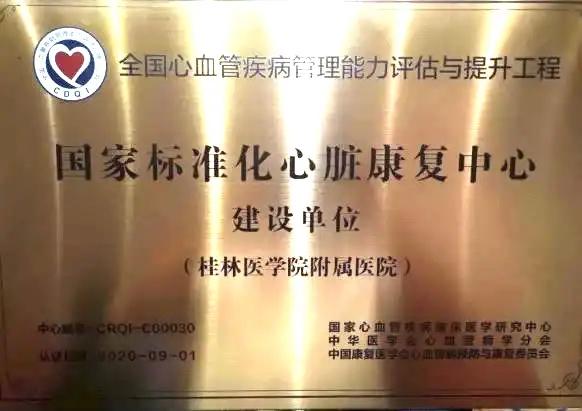 CDQI
全国心血管疾病管理能力评估与提升工程
国家标准化心脏康复中心
建设单位
（桂林医学院附属医院）
中心编号：CRQI-C00030
国家心血管疾病临床医学研究中心
中华医学会心血管病学分会
认证日期：2020-09-01
中国康复医学会心血管病预防与康复委员会